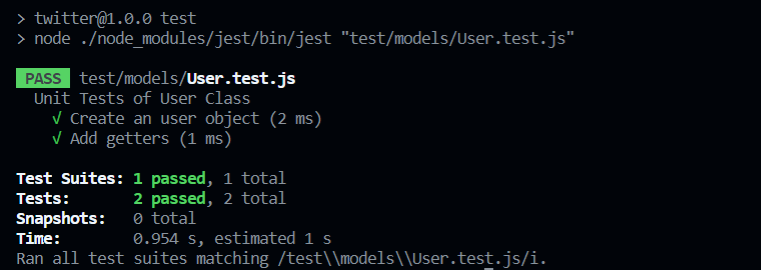 > twitter@1.0.0 test
> node ./node_modules/jest/bin/jest "test/models/User.test.js"
PASS test/models/User.test.js
Unit Tests of User Class
√ Create an user object (2 ms)
√ Add getters (1 ms)
Test Suites: 1 passed, 1 total
Tests: 2 passed, 2 total
Snapshots: 0 total
Time: 0.954 s, estimated 1 s
Ran all test suites matching /test\\models\\User.test.js/i.